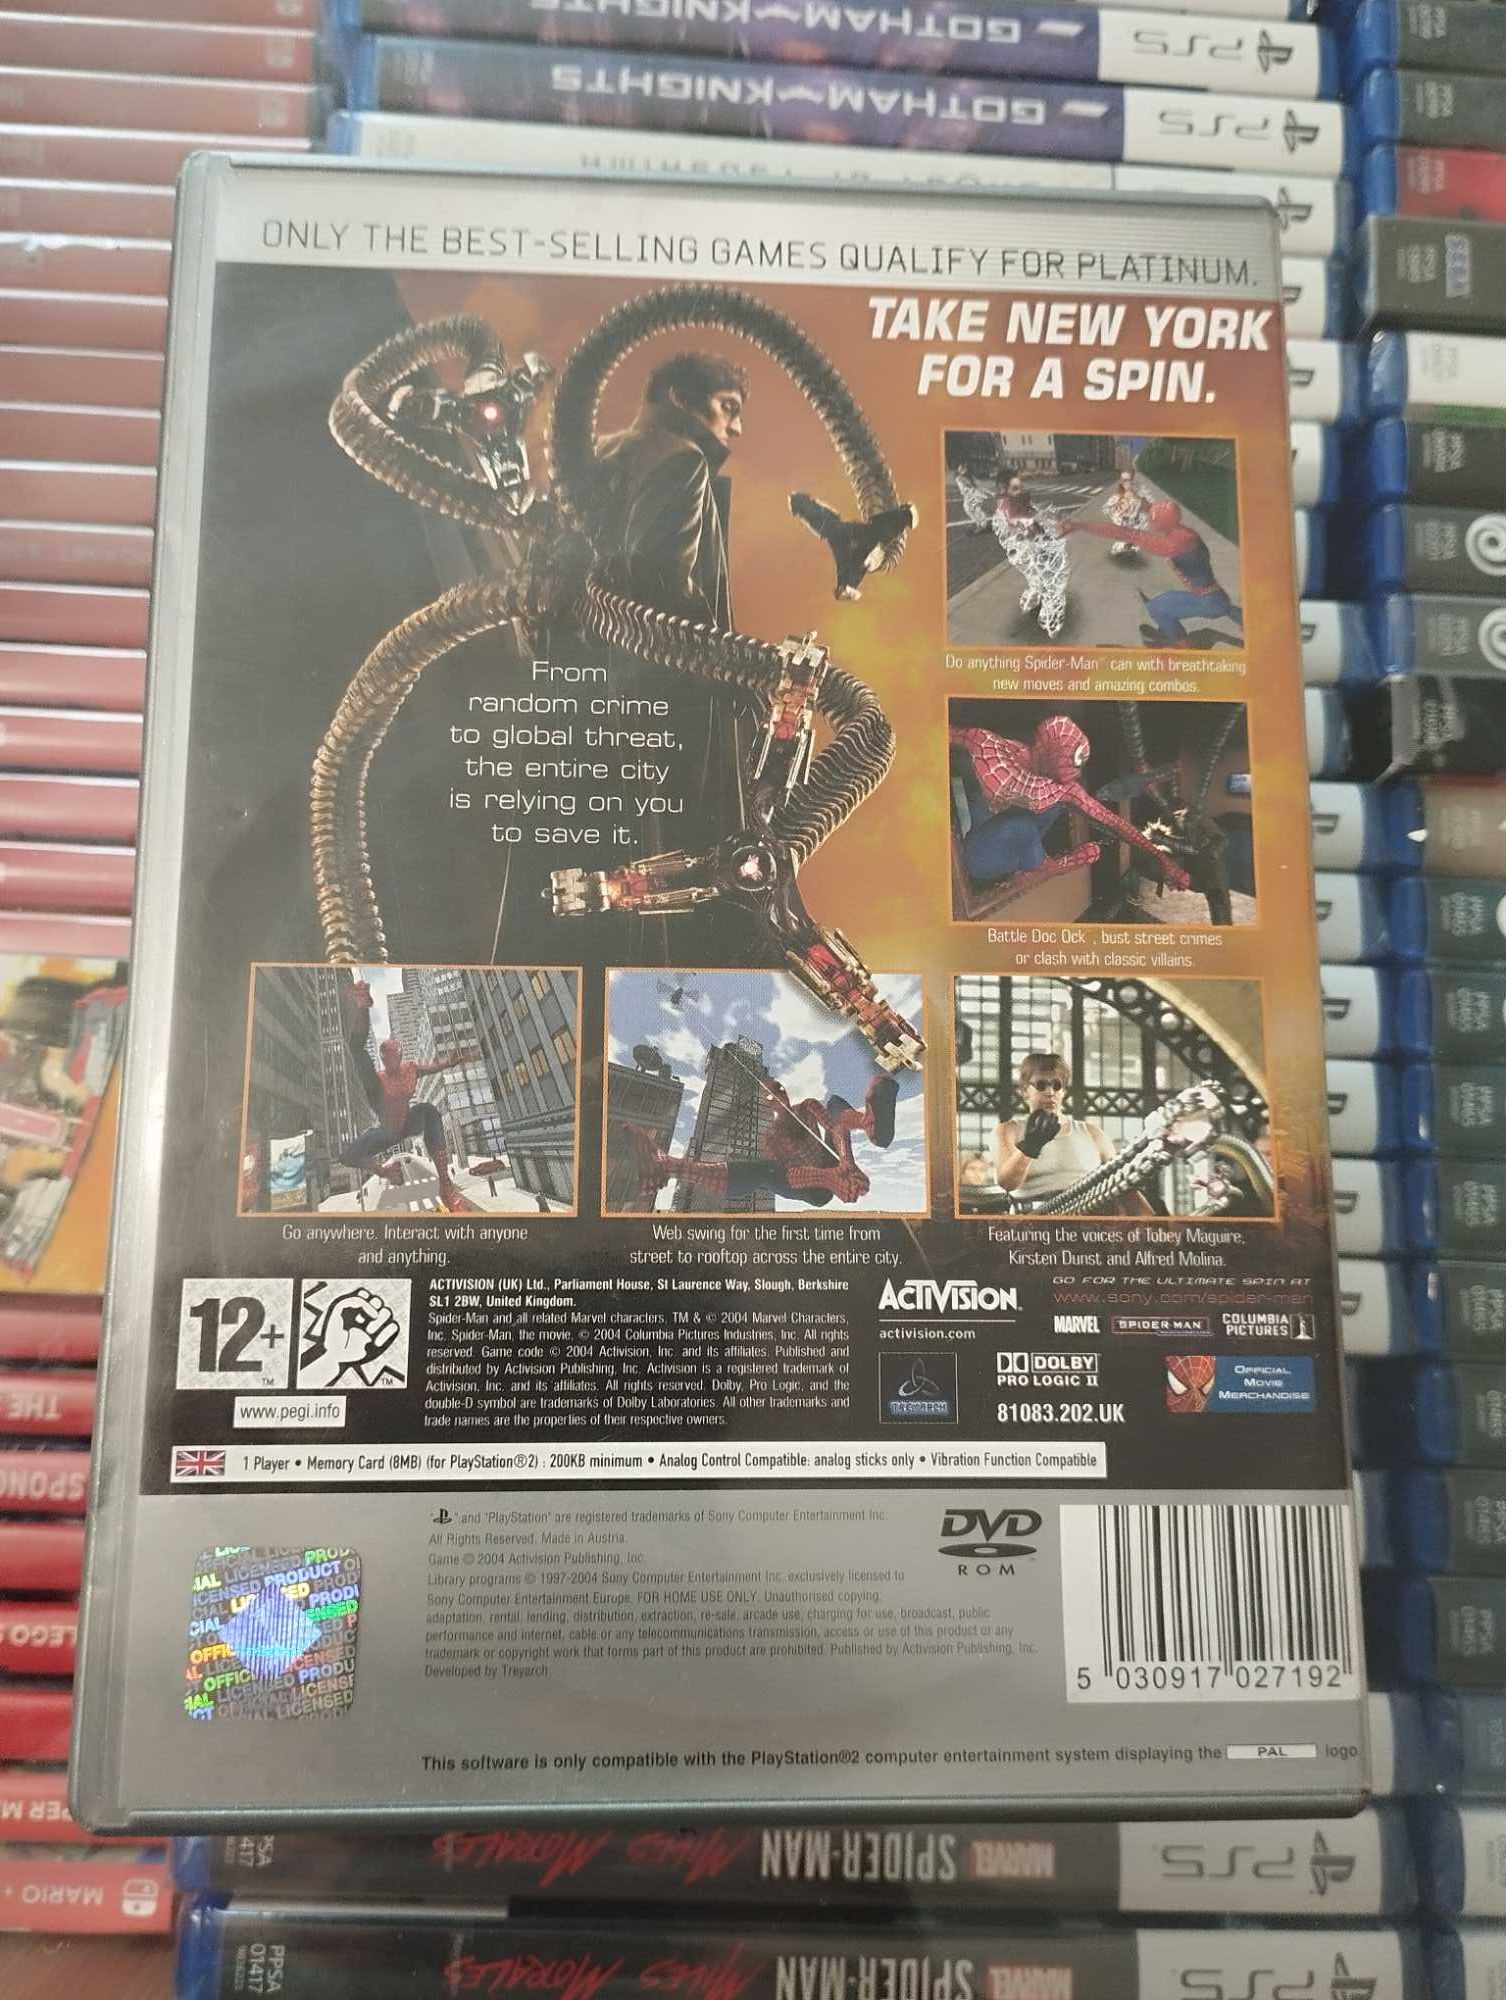 GOTHAM KNIGHTS PS5
GOTHAM KNIGHTS PS5
ONLY THE BEST-SELLING GAMES QUALIFY FOR PLATINUM.
TAKE NEW YORK
FOR A SPIN.
Do anything Spider-Man™ can with breathtaking
new moves and amazing combos.
From
random crime
to global threat,
the entire city
is relying on you
to save it.
Battle Doc Ock , bust street crimes
or clash with classic villains.
Go anywhere. Interact with anyone
and anything.
Web swing for the first time from
street to rooftop across the entire city.
Featuring the voices of Tobey Maguire,
Kirsten Dunst and Alfred Molina.
12+
TM
TM
www.pegi.info
ACTIVISION (UK) Ltd., Parliament House, St Laurence Way, Slough, Berkshire
SL1 2BW, United Kingdom.
Spider-Man and all related Marvel characters, TM & © 2004 Marvel Characters,
Inc. Spider-Man, the movie, © 2004 Columbia Pictures Industries, Inc. All rights
reserved. Game code © 2004 Activision, Inc. and its affiliates. Published and
distributed by Activision Publishing, Inc. Activision is a registered trademark of
Activision, Inc. and its affiliates. All rights reserved. Dolby, Pro Logic, and the
double-D symbol are trademarks of Dolby Laboratories. All other trademarks and
trade names are the properties of their respective owners.
ACTIVISION.
activision.com
GO FOR THE ULTIMATE SPIN AT
www.sony.com/spider-man
MARVEL
SPIDER MAN
COLUMBIA
PICTURES
TREYARCH
DOLBY
PRO LOGIC II
81083.202.UK
OFFICIAL
MOVIE
MERCHANDISE
1 Player • Memory Card (8MB) (for PlayStation®2) : 200KB minimum • Analog Control Compatible: analog sticks only • Vibration Function Compatible
" " and "PlayStation" are registered trademarks of Sony Computer Entertainment Inc.
All Rights Reserved. Made in Austria.
Game © 2004 Activision Publishing, Inc.
Library programs © 1997-2004 Sony Computer Entertainment Inc. exclusively licensed to
Sony Computer Entertainment Europe. FOR HOME USE ONLY. Unauthorised copying,
adaptation, rental, lending, distribution, extraction, re-sale, arcade use, charging for use, broadcast, public
performance and internet, cable or any telecommunications transmission, access or use of this product or any
trademark or copyright work that forms part of this product are prohibited. Published by Activision Publishing, Inc.
Developed by Treyarch
DVD
ROM
5 030917 027192
OFFICIAL LICENSED PRODUCT
This software is only compatible with the PlayStation®2 computer entertainment system displaying the PAL logo
MARVEL SPIDER-MAN MILES MORALES PS5
MARVEL SPIDER-MAN MILES MORALES PS5
PPSA
01417
SEGA
MARIO +